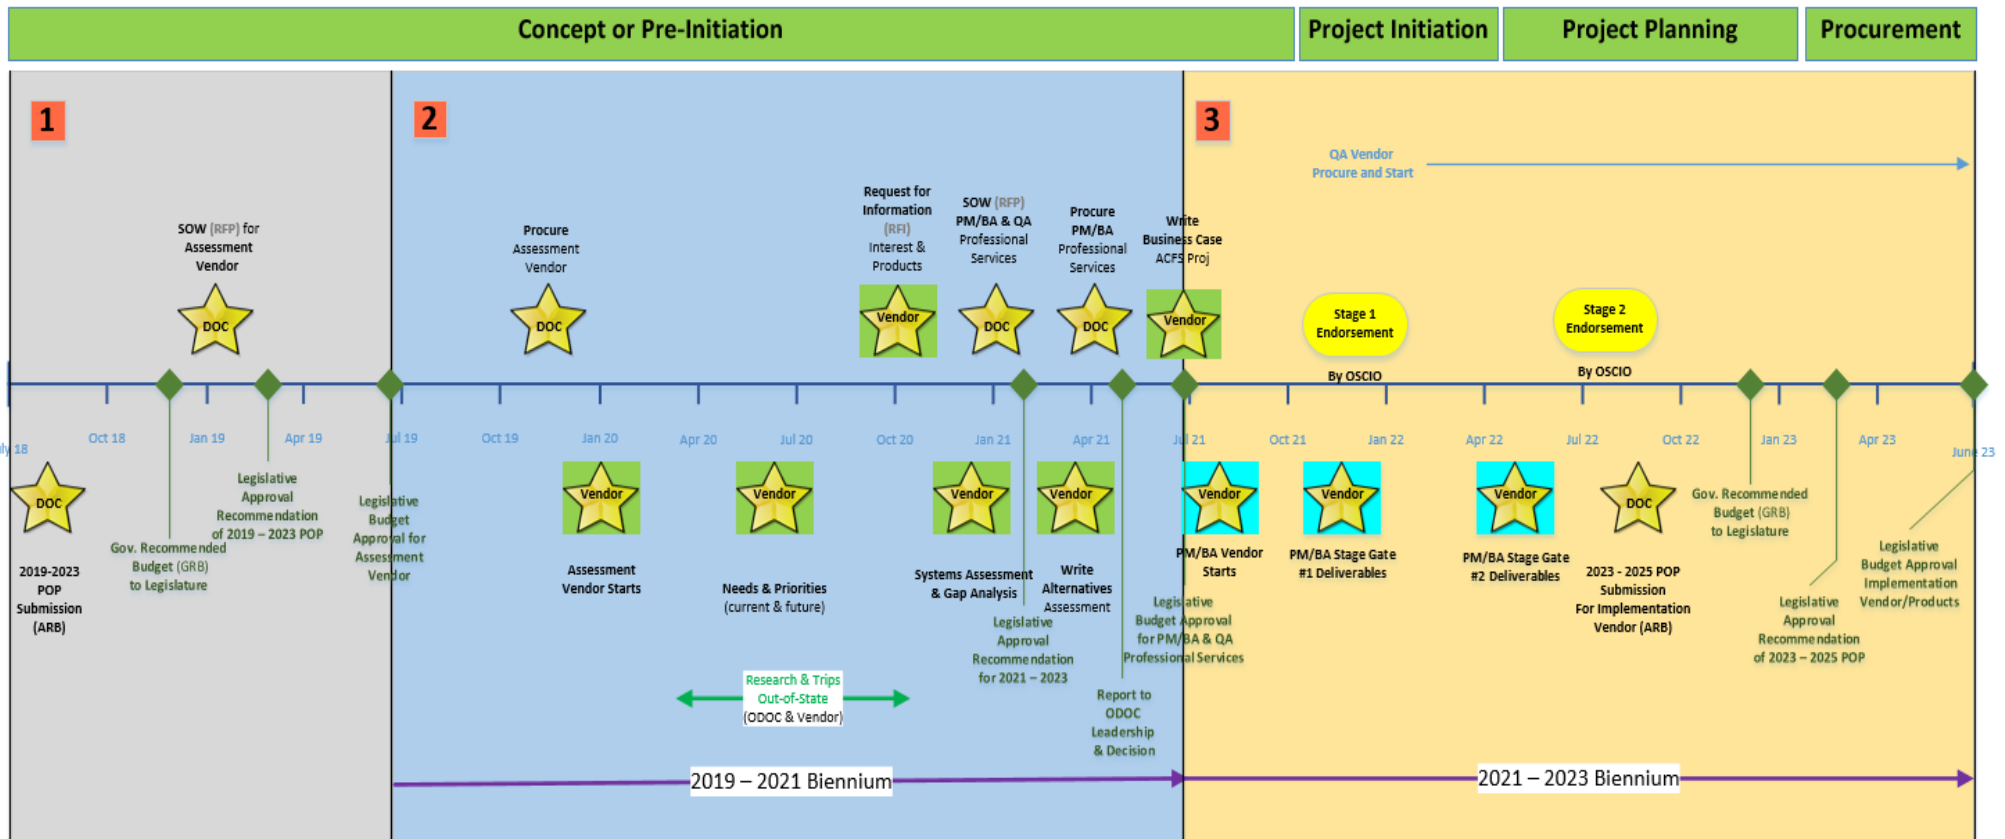 Concept or Pre-Initiation
Project Initiation
Project Planning
Procurement
1
2
3
QA Vendor
Procure and Start
SOW (RFP) for
Assessment
Vendor
DOC
Procure
Assessment
Vendor
DOC
Request for
Information
(RFI)
Interest &
Products
Vendor
SOW (RFP)
PM/BA & QA
Professional
Services
DOC
Procure
PM/BA
Professional
Services
DOC
Write
Business Case
ACFS Proj
Vendor
Stage 1
Endorsement
By OSCIO
Stage 2
Endorsement
By OSCIO
ly 18
Oct 18
Jan 19
Apr 19
Jul 19
Oct 19
Jan 20
Apr 20
Jul 20
Oct 20
Jan 21
Apr 21
Jul 21
Oct 21
Jan 22
Apr 22
Jul 22
Oct 22
Jan 23
Apr 23
June 23
DOC
2019-2023
POP
Submission
(ARB)
Gov. Recommended
Budget (GRB)
to Legislature
Legislative
Approval
Recommendation
of 2019 – 2023 POP
Legislative
Budget
Approval for
Assessment
Vendor
Vendor
Assessment
Vendor Starts
Vendor
Needs & Priorities
(current & future)
Vendor
Systems Assessment
& Gap Analysis
Legislative
Approval
Recommendation
for 2021 – 2023
Vendor
Write
Alternatives
Assessment
Report to
ODOC
Leadership
& Decision
Legislative
Budget Approval
for PM/BA & QA
Professional Services
Vendor
PM/BA Vendor
Starts
Vendor
PM/BA Stage Gate
#1 Deliverables
Vendor
PM/BA Stage Gate
#2 Deliverables
DOC
2023 - 2025 POP
Submission
For Implementation
Vendor (ARB)
Gov. Recommended
Budget (GRB)
to Legislature
Legislative
Approval
Recommendation
of 2023 – 2025 POP
Legislative
Budget Approval
Implementation
Vendor/Products
Research & Trips
Out-of-State
(ODOC & Vendor)
2019 – 2021 Biennium
2021 – 2023 Biennium